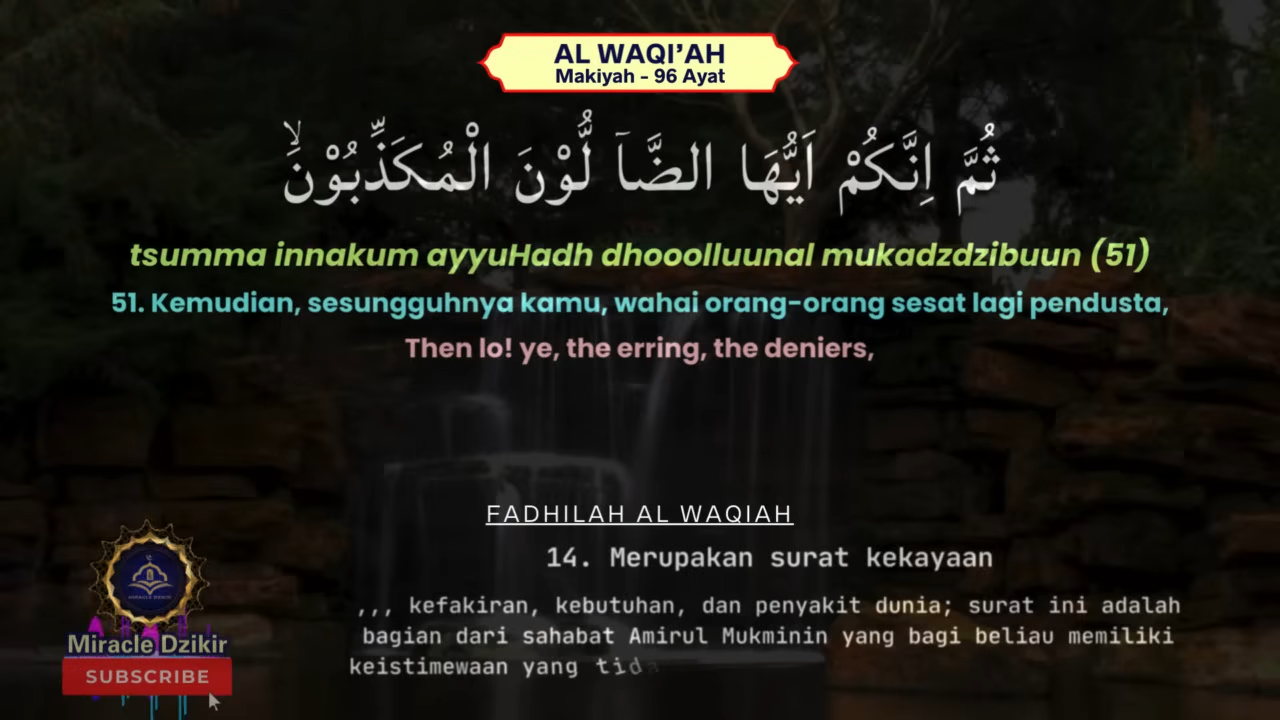 AL WAQI'AH
Makiyah - 96 Ayat
ثُمَّ اِنَّكُمْ اَيُّهَا الضَّاۤ لُّوْنَ الْمُكَذِّبُوْنَۙ
tsumma innakum ayyuHadh dhooolluunal mukadzdzibuun (51)
51. Kemudian, sesungguhnya kamu, wahai orang-orang sesat lagi pendusta,
Then lo! ye, the erring, the deniers,
FADHILAH AL WAQIAH
14. Merupakan surat kekayaan
,,, kefakiran, kebutuhan, dan penyakit dunia; surat ini adalah
bagian dari sahabat Amirul Mukminin yang bagi beliau memiliki
keistimewaan yang tida
MIRACLE DZIKIR
Miracle Dzikir
SUBSCRIBE